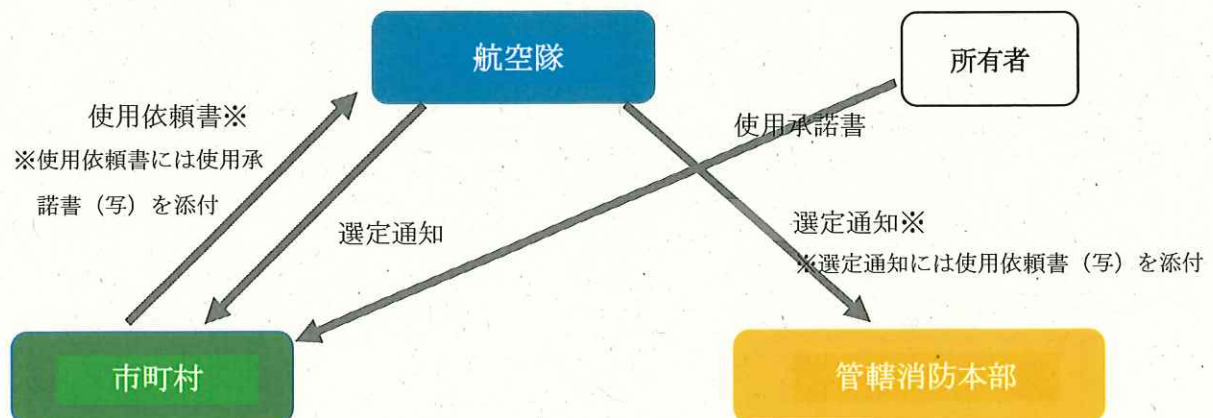 航空隊
所有者
使用依頼書※
※使用依頼書には使用承
諾書（写）を添付
使用承諾書
選定通知
選定通知※
※選定通知には使用依頼書（写）を添付
市町村
管轄消防本部